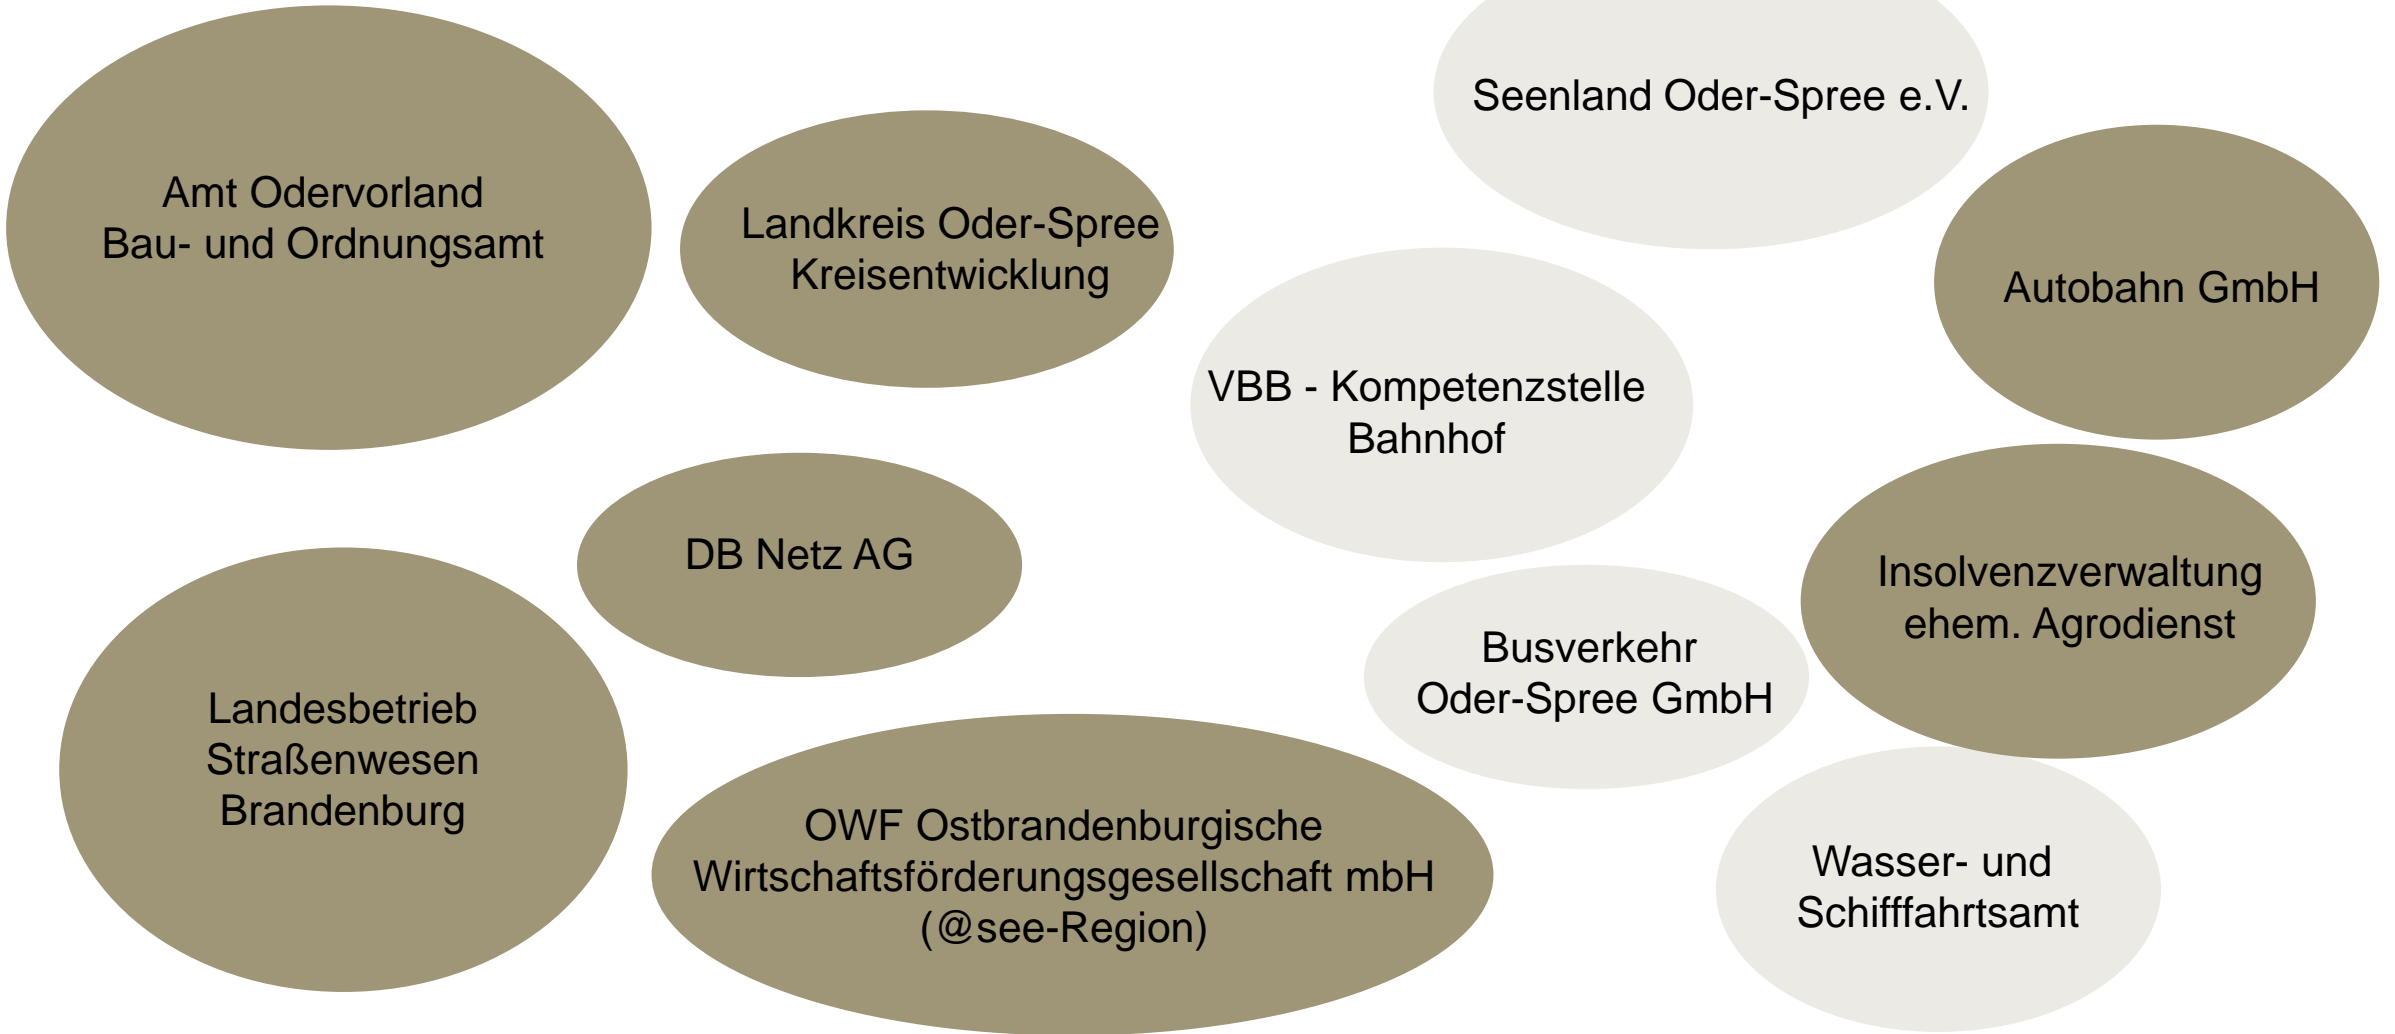 Seenland Oder-Spree e.V.
Amt Odervorland
Bau- und Ordnungsamt
Landkreis Oder-Spree
Kreisentwicklung
Autobahn GmbH
VBB - Kompetenzstelle
Bahnhof
DB Netz AG
Insolvenzverwaltung
ehem. Agrodienst
Busverkehr
Oder-Spree GmbH
Landesbetrieb
Straßenwesen
Brandenburg
OWF Ostbrandenburgische
Wirtschaftsförderungsgesellschaft mbH
(@see-Region)
Wasser- und
Schifffahrtsamt